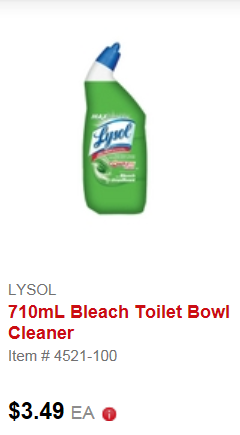 Lysol
LYSOL
710mL Bleach Toilet Bowl
Cleaner
Item # 4521-100
$3.49 EA